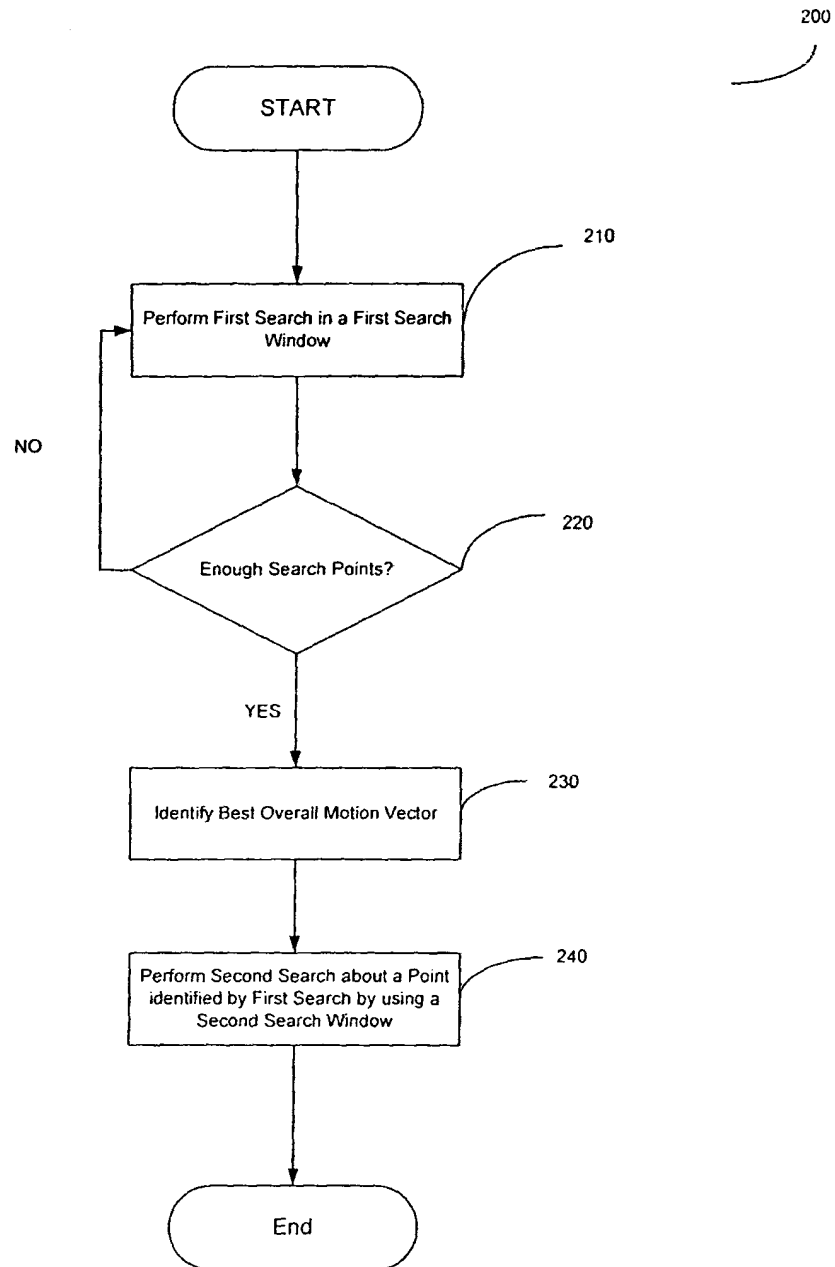 200
START
210
Perform First Search in a First Search
Window
NO
220
Enough Search Points?
YES
230
Identify Best Overall Motion Vector
240
Perform Second Search about a Point
identified by First Search by using a
Second Search Window
End